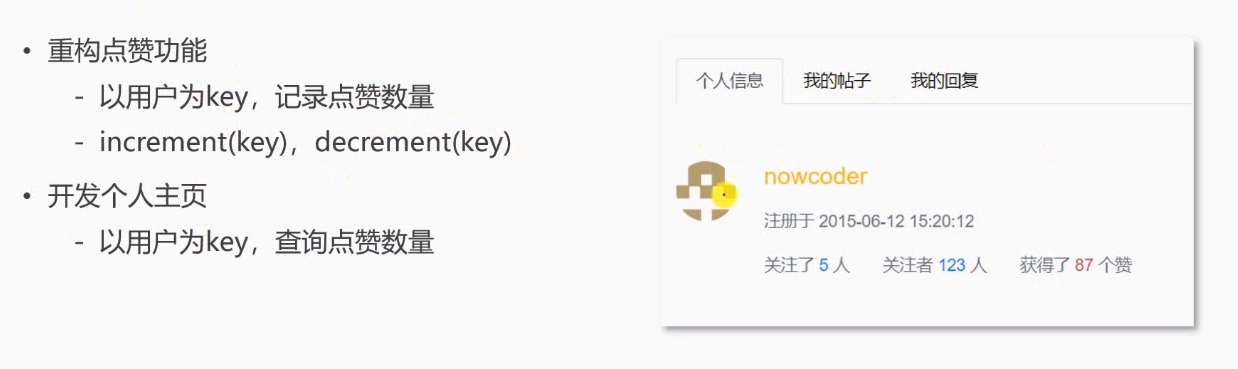 • 重构点赞功能
- 以用户为key，记录点赞数量
- increment(key)，decrement(key)
• 开发个人主页
- 以用户为key，查询点赞数量
个人信息 我的帖子 我的回复
nowcoder
注册于 2015-06-12 15:20:12
关注了 5 人 关注者 123 人 获得了 87 个赞